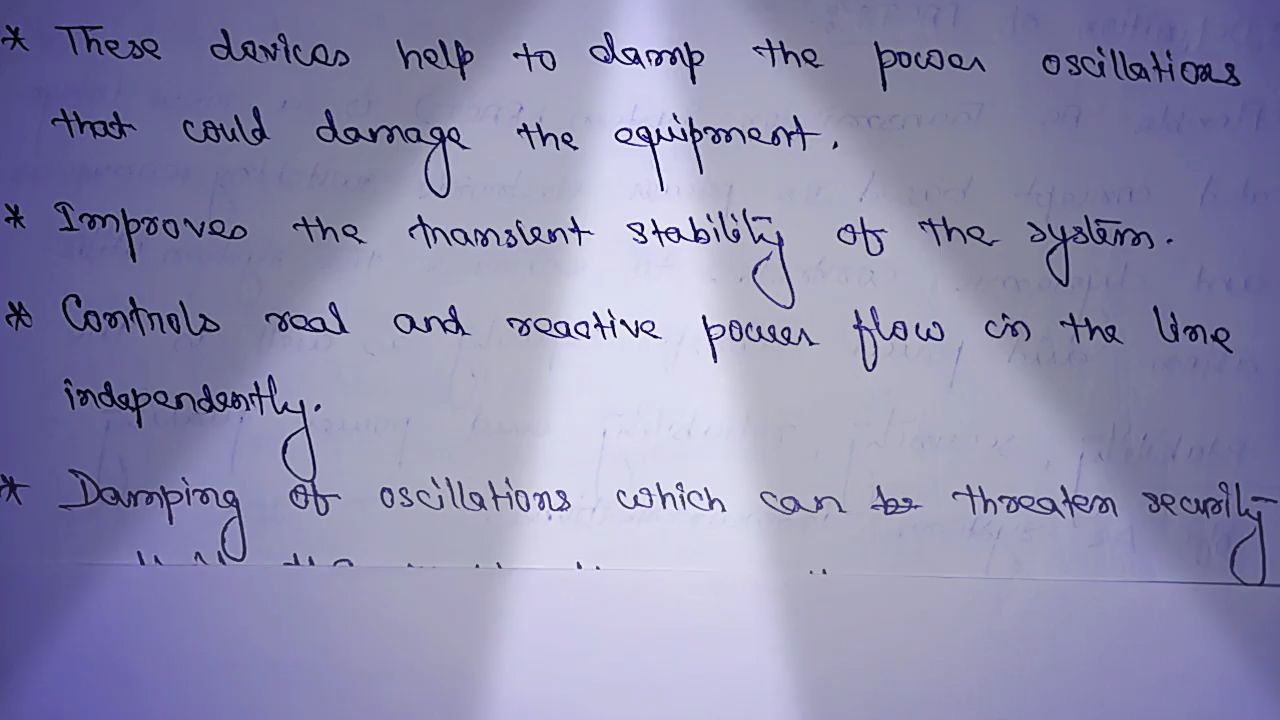 * These devices help to damp the power oscillations
that could damage the equipment.
* Improves the transient stability of the system.
* Controls real and reactive power flow in the line
independently.
* Damping of oscillations which can threaten security